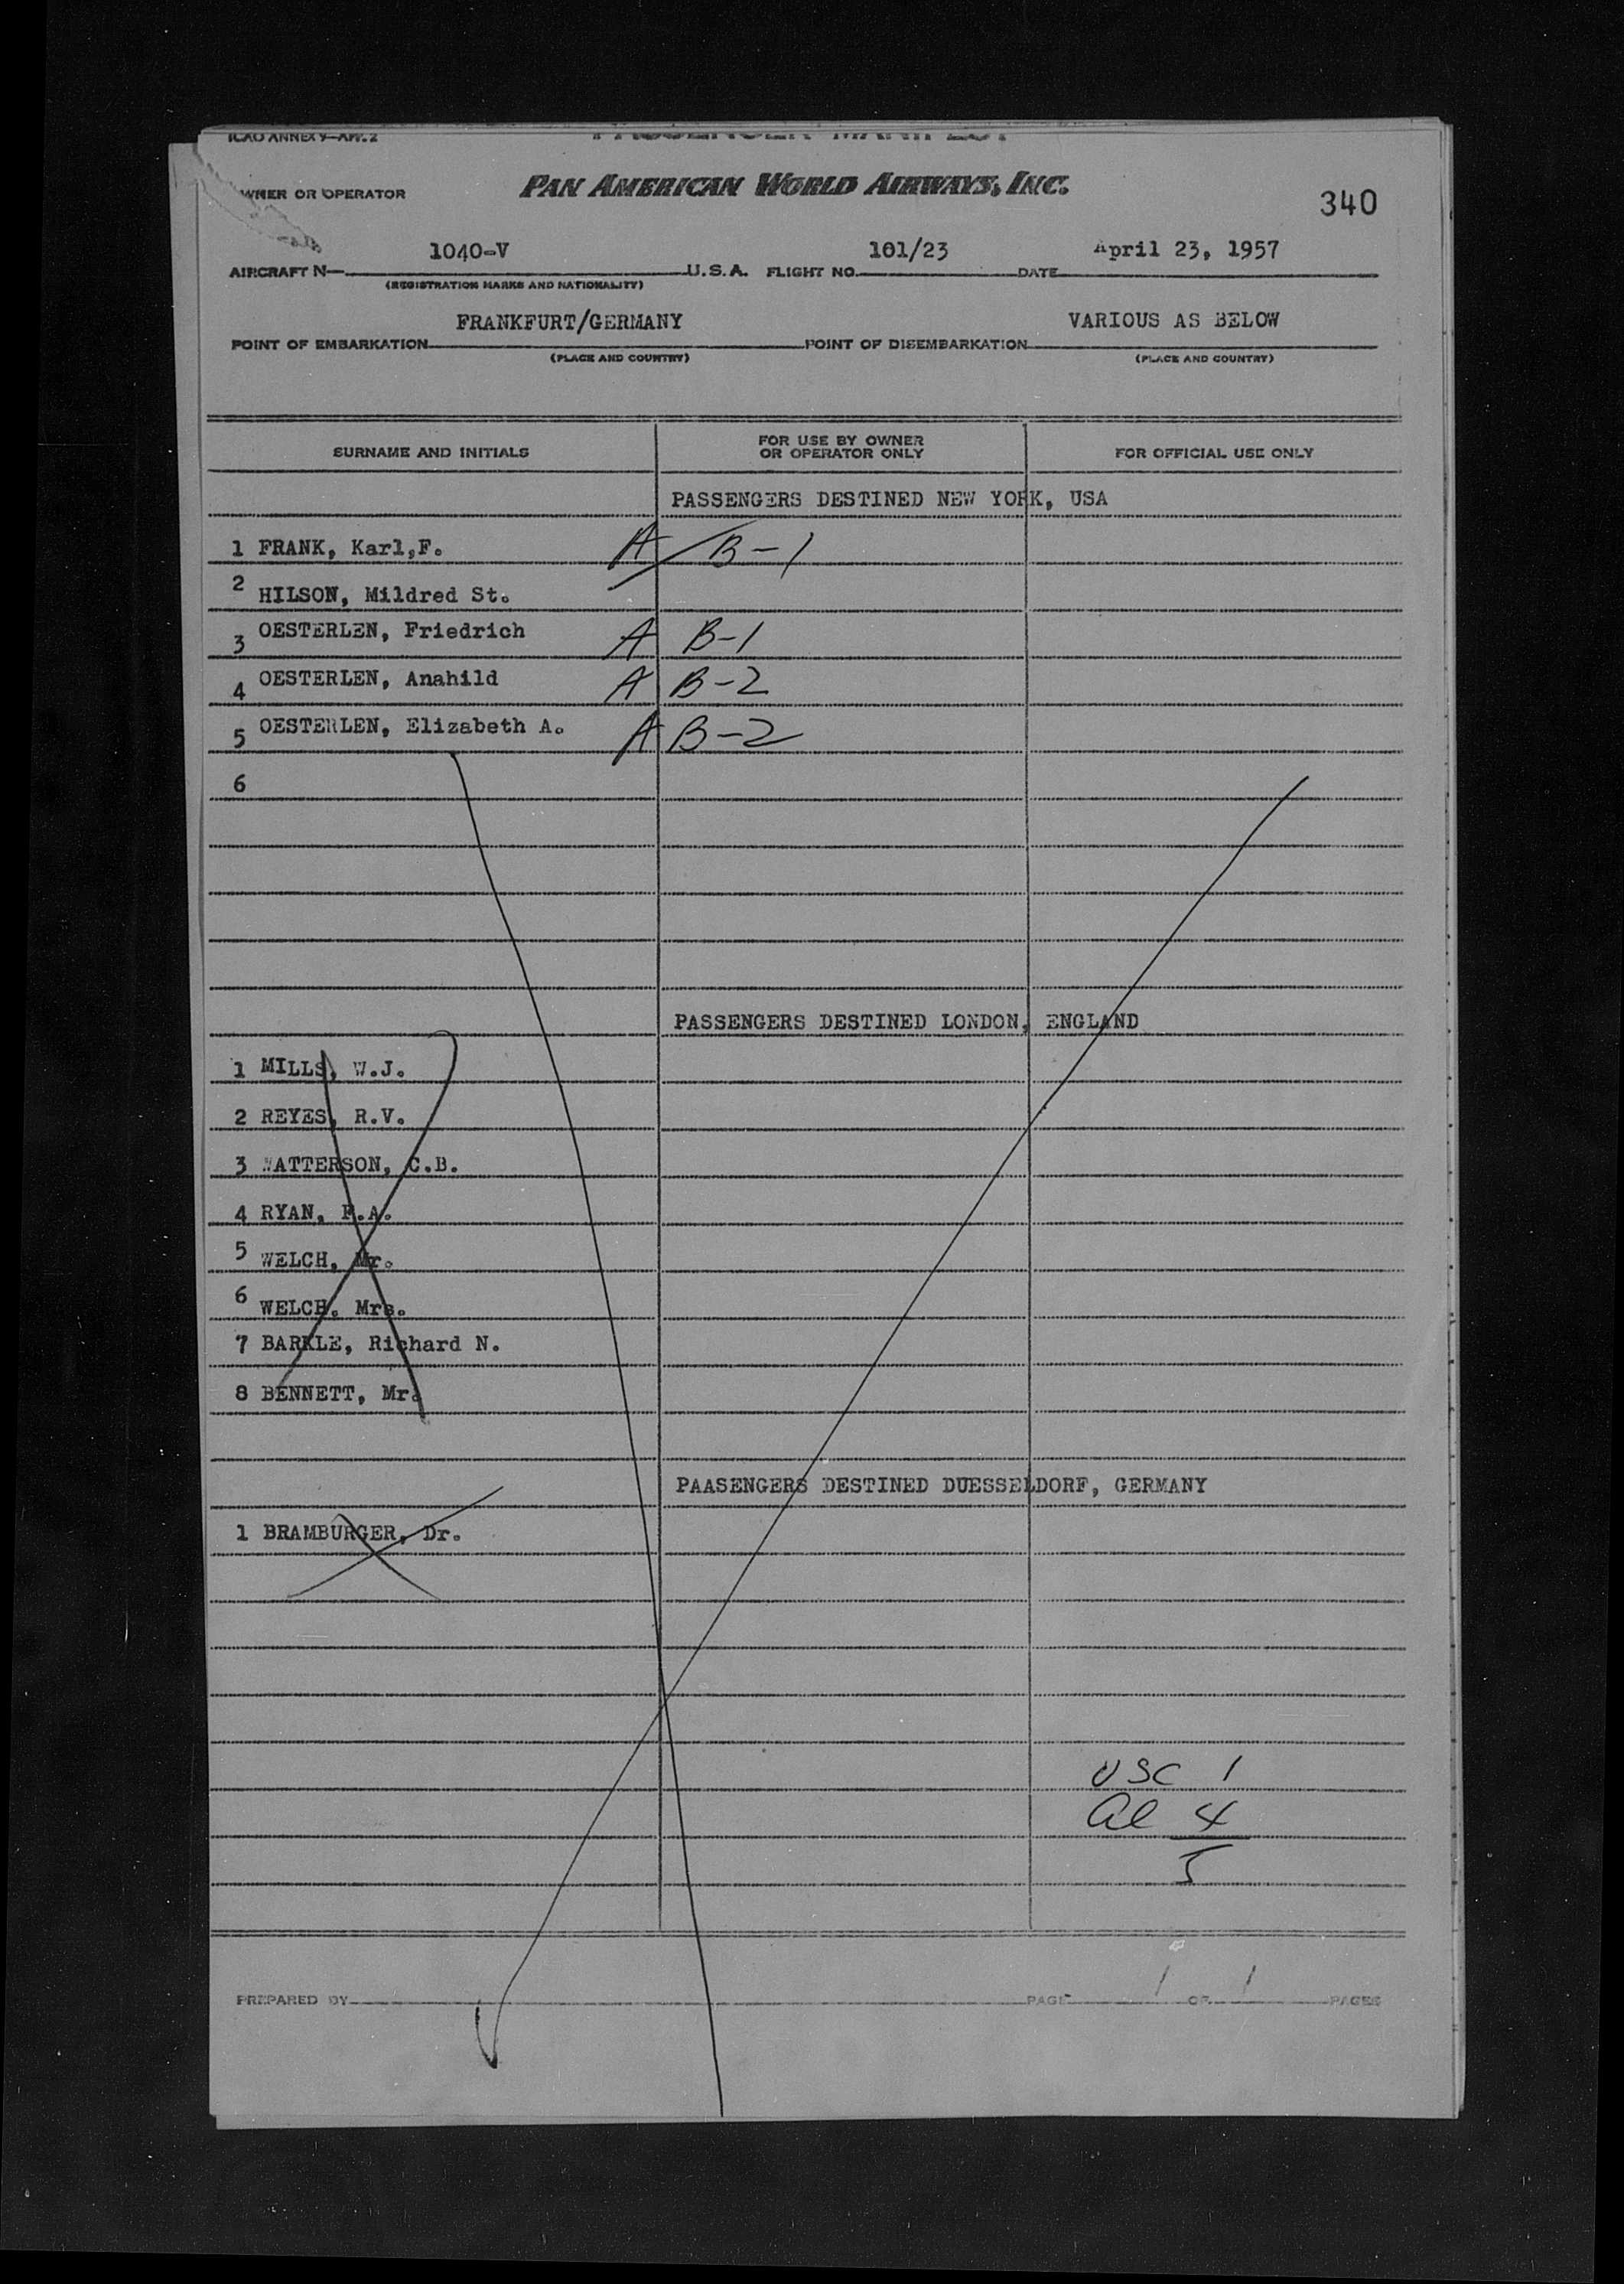 ICAO ANNEX 9—APP. 2 PASSENGER MANIFEST
OWNER OR OPERATOR PAN AMERICAN WORLD AIRWAYS, INC.
340
AIRCRAFT N— 1040-V U.S.A. FLIGHT NO. 101/23 DATE April 23, 1957
(REGISTRATION MARKS AND NATIONALITY)
POINT OF EMBARKATION FRANKFURT/GERMANY POINT OF DISEMBARKATION VARIOUS AS BELOW
(PLACE AND COUNTRY) (PLACE AND COUNTRY)
SURNAME AND INITIALS FOR USE BY OWNER OR OPERATOR ONLY FOR OFFICIAL USE ONLY
PASSENGERS DESTINED NEW YORK, USA
1 FRANK, Karl,F. A B-1
2 HILSON, Mildred St.
3 OESTERLEN, Friedrich A B-1
4 OESTERLEN, Anahild A B-2
5 OESTERLEN, Elizabeth A. A B-2
6
PASSENGERS DESTINED LONDON, ENGLAND
1 MILLS, W.J.
2 REYES, R.V.
3 WATTERSON, C.B.
4 RYAN, .A.
5 WELCH, Mr.
6 WELCH. Mrs.
7 BARKLE, Richard N.
8 BENNETT, Mr.
PAASENGERS DESTINED DUESSELDORF, GERMANY
1 BRAMBURGER, Dr.
USC 1
al 4
5
PREPARED BY PAGE 1 OF 1 PAGES